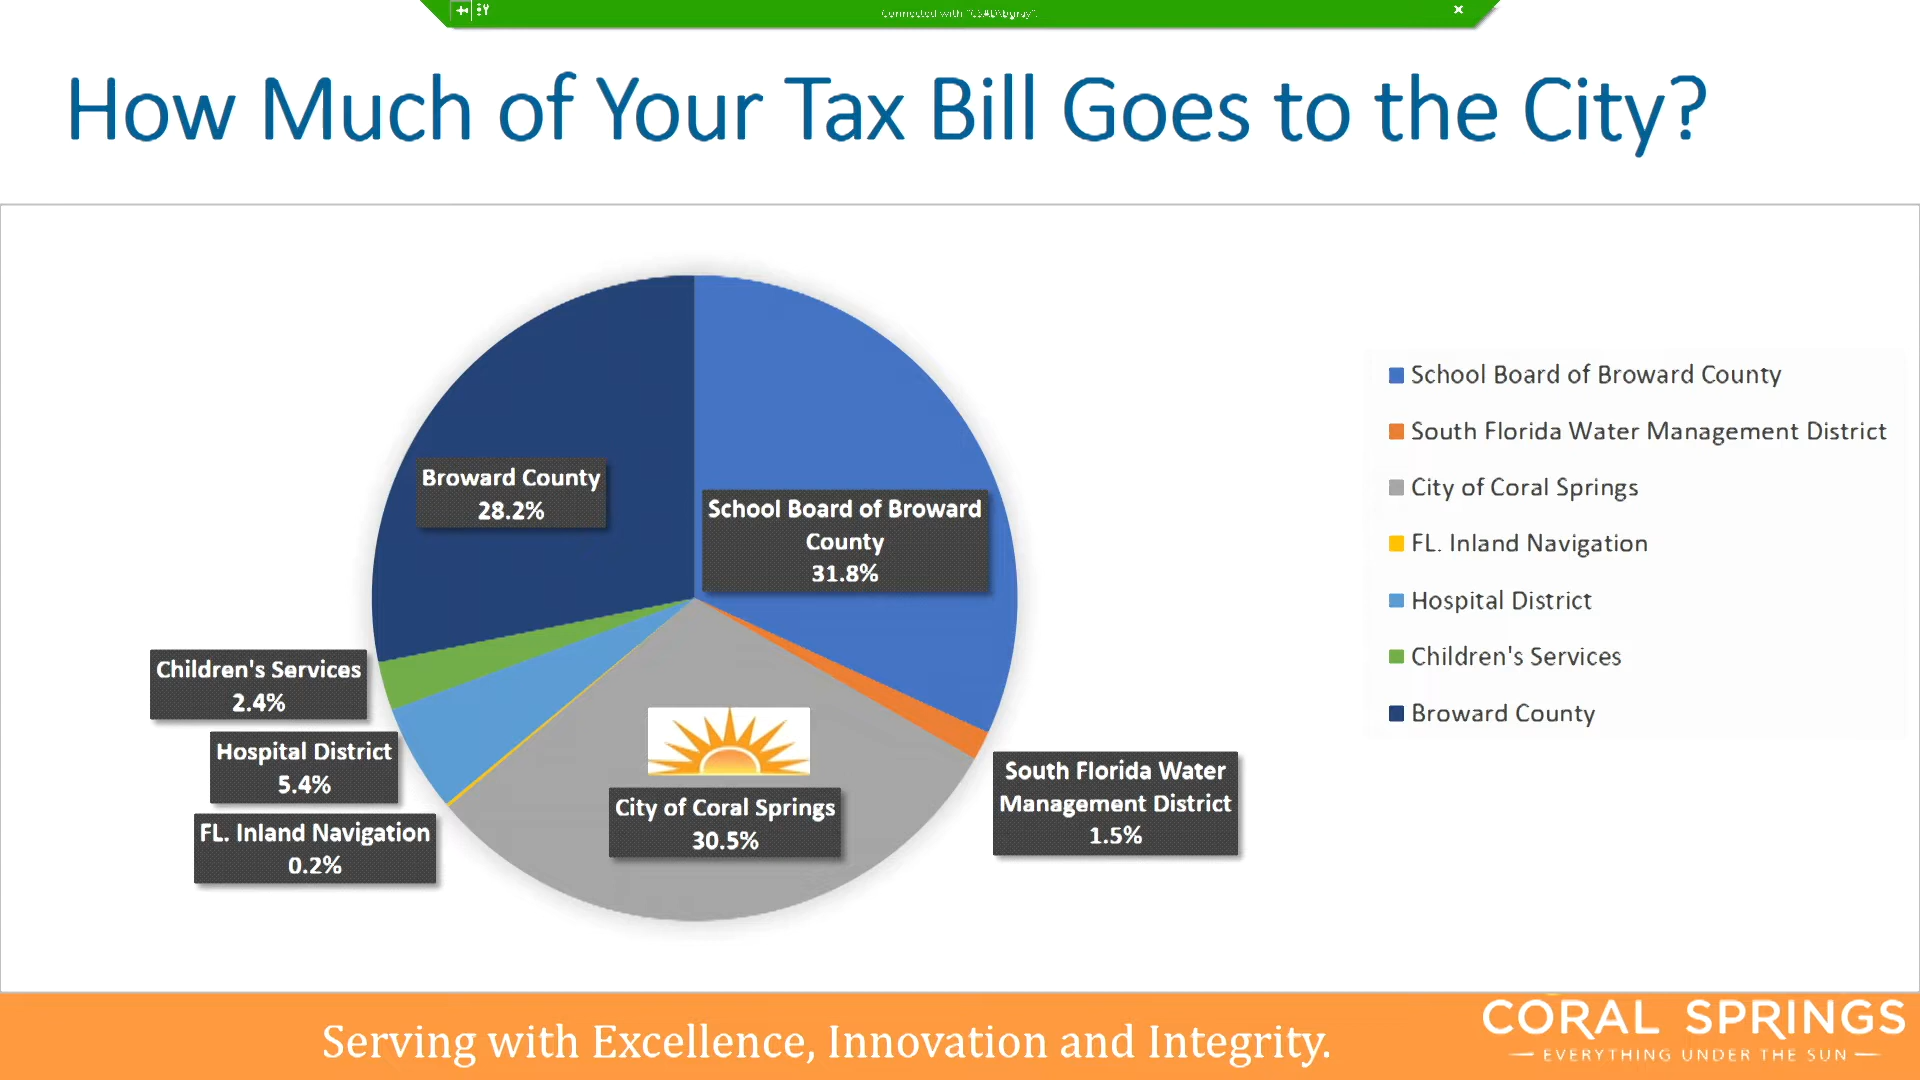 How Much of Your Tax Bill Goes to the City?
Broward County
28.2%
School Board of Broward
County
31.8%
Children's Services
2.4%
Hospital District
5.4%
FL. Inland Navigation
0.2%
City of Coral Springs
30.5%
South Florida Water
Management District
1.5%
School Board of Broward County
South Florida Water Management District
City of Coral Springs
FL. Inland Navigation
Hospital District
Children's Services
Broward County
Serving with Excellence, Innovation and Integrity.
CORAL SPRINGS
EVERYTHING UNDER THE SUN